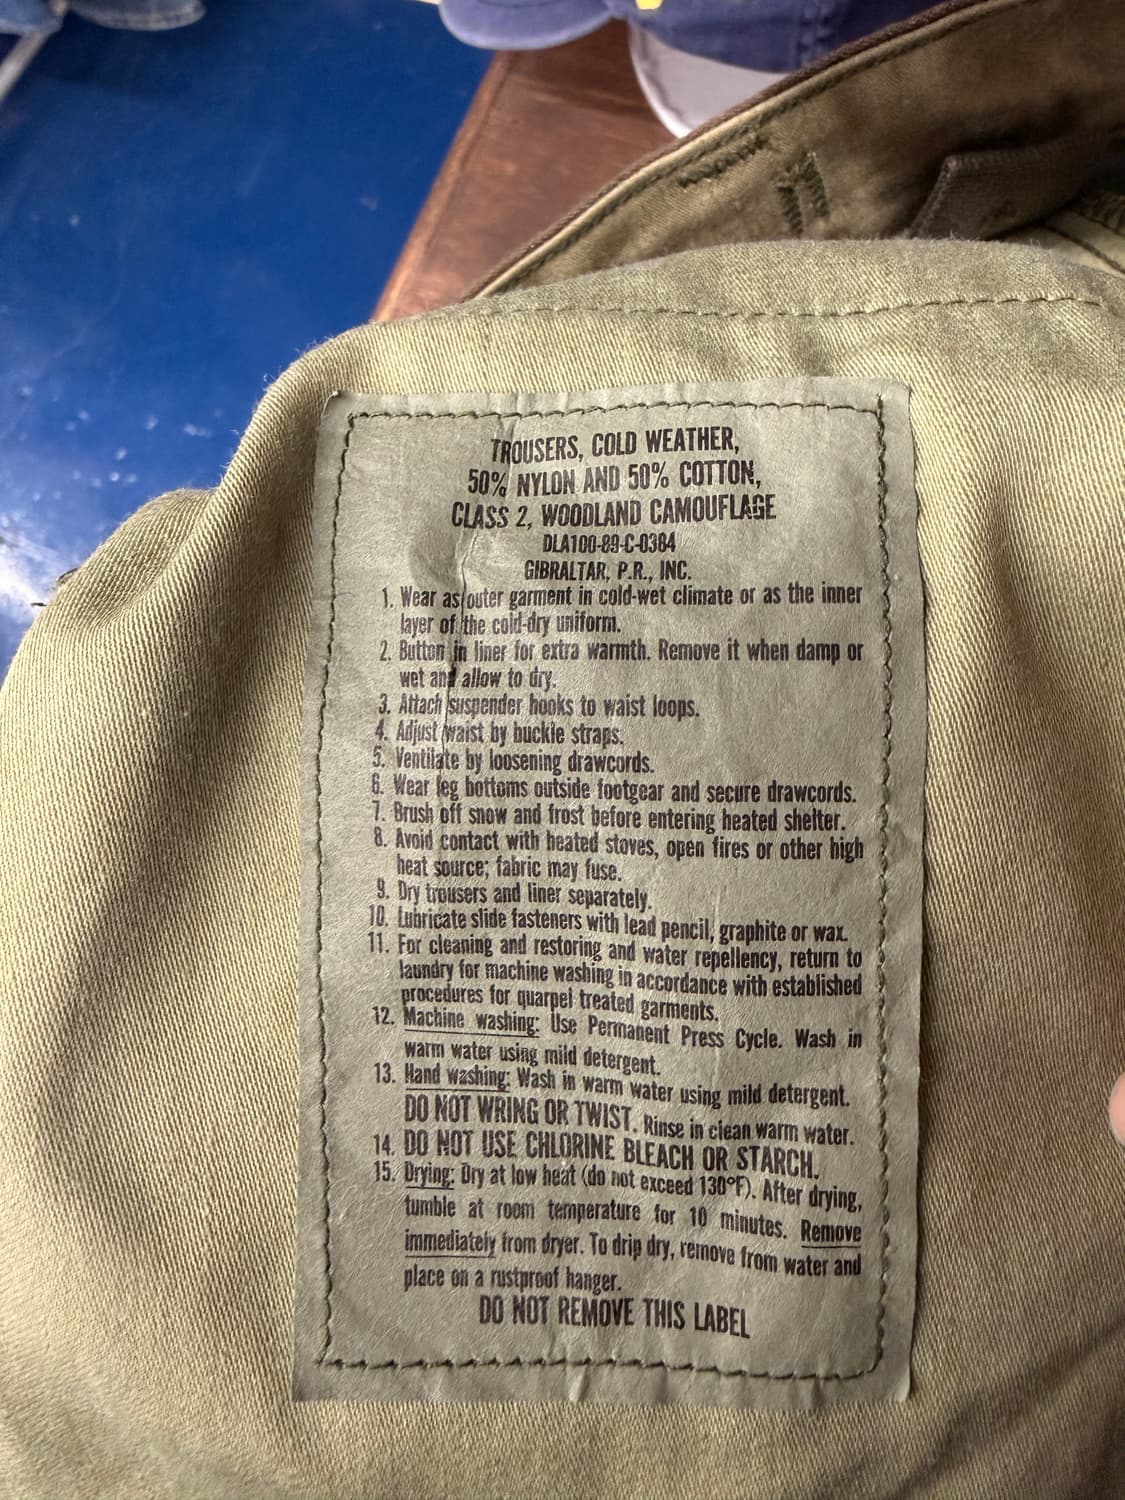 TROUSERS, COLD WEATHER,
50% NYLON AND 50% COTTON,
CLASS 2, WOODLAND CAMOUFLAGE
DLA100-89-C-0364
GIBRALTAR, P.R., INC.
1. Wear as outer garment in cold-wet climate or as the inner
layer of the cold-dry uniform.
2. Button in liner for extra warmth. Remove it when damp or
wet and allow to dry.
3. Attach suspender hooks to waist loops.
4. Adjust waist by buckle straps.
5. Ventilate by loosening drawcords.
6. Wear leg bottoms outside footgear and secure drawcords.
7. Brush off snow and frost before entering heated shelter.
8. Avoid contact with heated stoves, open fires or other high
heat source; fabric may fuse.
9. Dry trousers and liner separately.
10. Lubricate slide fasteners with lead pencil, graphite or wax.
11. For cleaning and restoring and water repellency, return to
laundry for machine washing in accordance with established
procedures for quarpel treated garments.
12. Machine washing: Use Permanent Press Cycle. Wash in
warm water using mild detergent.
13. Hand washing: Wash in warm water using mild detergent.
DO NOT WRING OR TWIST. Rinse in clean warm water.
14. DO NOT USE CHLORINE BLEACH OR STARCH.
15. Drying: Dry at low heat (do not exceed 130°F). After drying,
tumble at room temperature for 10 minutes. Remove
immediately from dryer. To drip dry, remove from water and
place on a rustproof hanger.
DO NOT REMOVE THIS LABEL